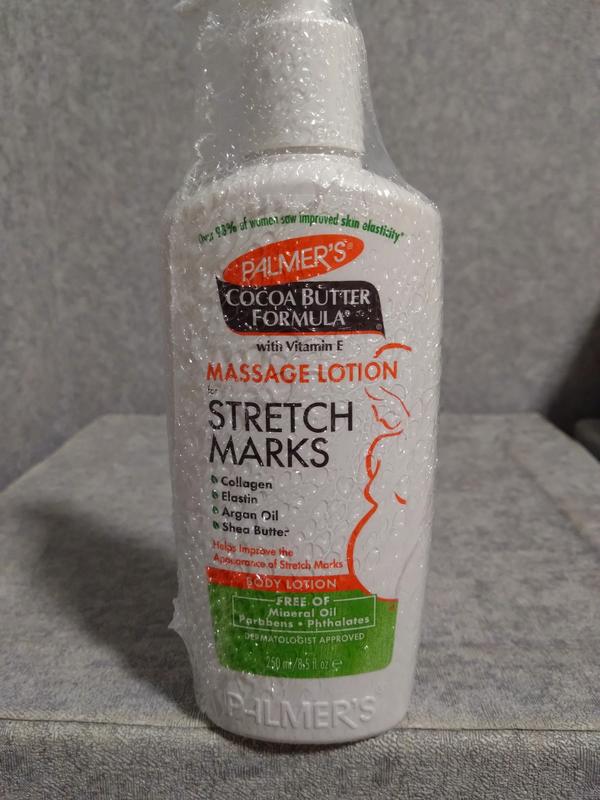 Over 93% of women saw improved skin elasticity*
PALMER'S®
COCOA BUTTER
FORMULA®
with Vitamin E
MASSAGE LOTION
for
STRETCH
MARKS
Collagen
Elastin
Argan Oil
Shea Butter
Helps Improve the
Appearance of Stretch Marks
BODY LOTION
FREE OF
Mineral Oil
Parabens • Phthalates
DERMATOLOGIST APPROVED
250 ml/8.5 fl oz ℮
PALMER'S®